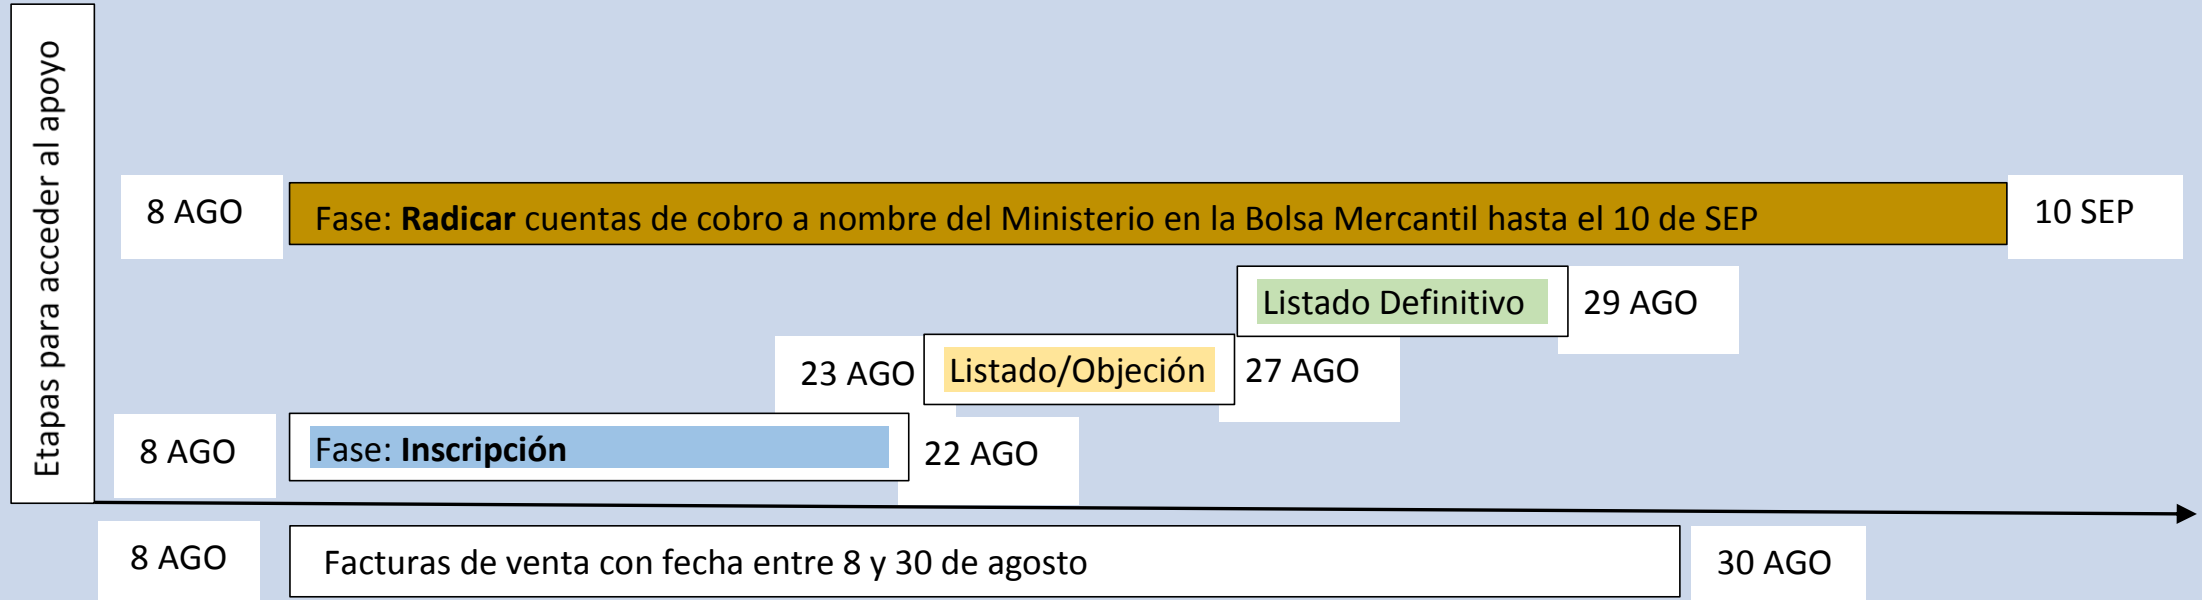 Etapas para acceder al apoyo
8 AGO
Fase: Radicar cuentas de cobro a nombre del Ministerio en la Bolsa Mercantil hasta el 10 de SEP
10 SEP
Listado Definitivo
29 AGO
23 AGO
Listado/Objeción
27 AGO
8 AGO
Fase: Inscripción
22 AGO
8 AGO
Facturas de venta con fecha entre 8 y 30 de agosto
30 AGO